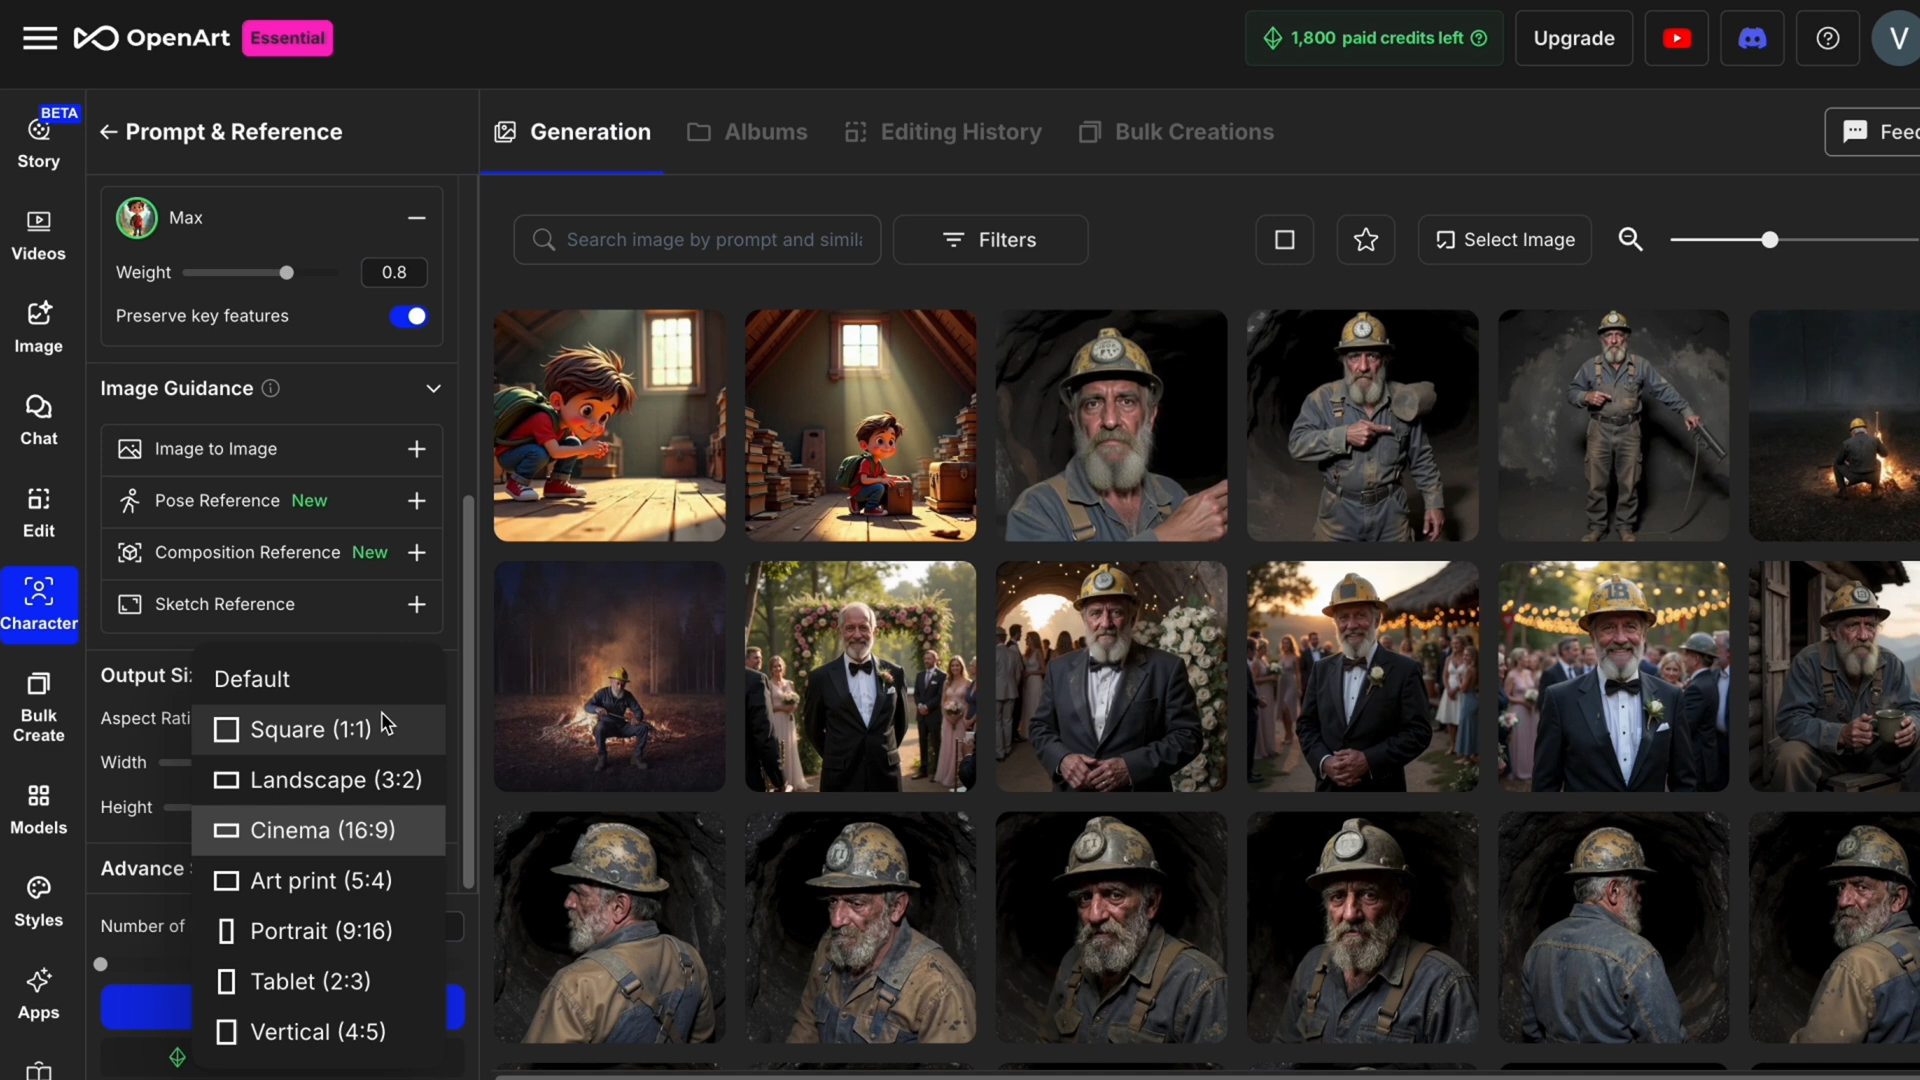 OpenArt Essential
1,800 paid credits left
Upgrade
V
BETA
Story
Videos
Image
Chat
Edit
Character
Bulk
Create
Models
Styles
Apps
Prompt & Reference
Max
Weight 0.8
Preserve key features
Image Guidance
Image to Image
Pose Reference New
Composition Reference New
Sketch Reference
Output Si
Aspect Rati
Width
Height
Advance
Number of
Default
Square (1:1)
Landscape (3:2)
Cinema (16:9)
Art print (5:4)
Portrait (9:16)
Tablet (2:3)
Vertical (4:5)
Generation Albums Editing History Bulk Creations
Feed
Search image by prompt and simila
Filters
Select Image
18